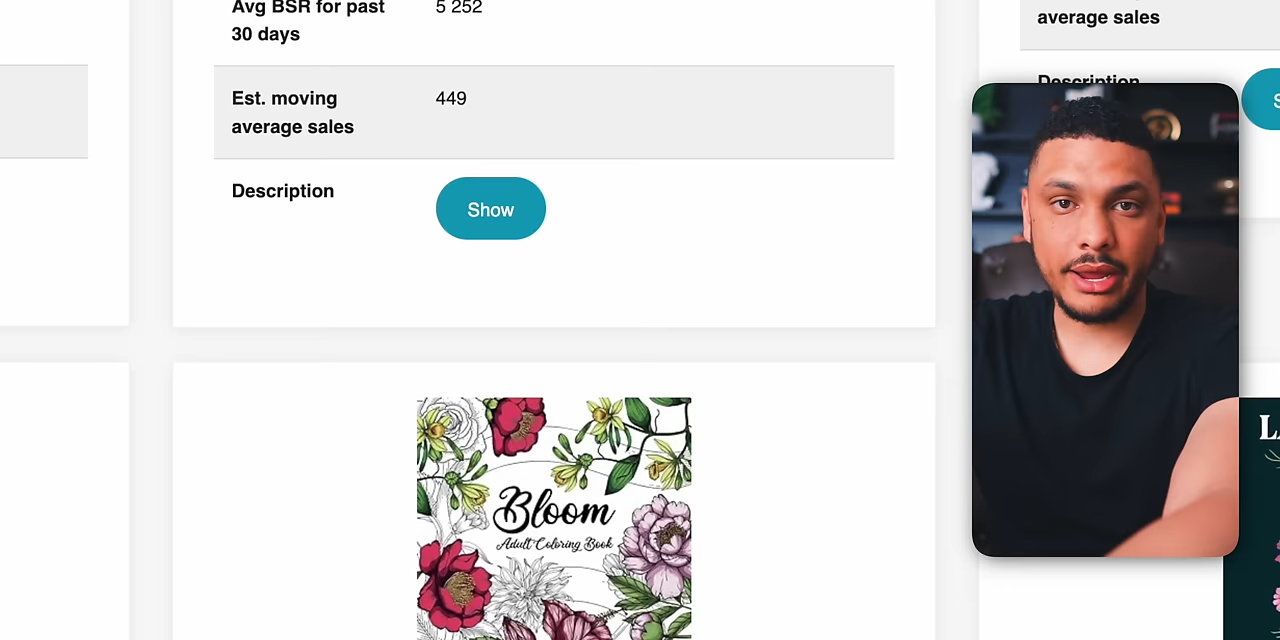 Avg BSR for past
30 days
5 252
Est. moving
average sales
449
Description
Show
Bloom
Adult Coloring Book
average sales
Description
S
L